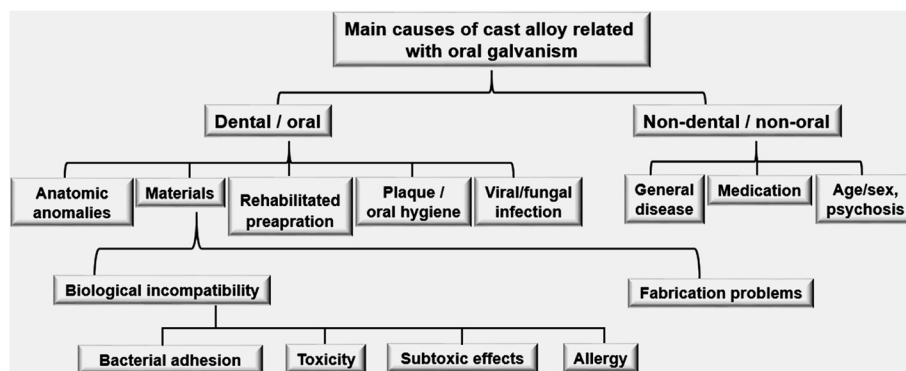 Main causes of cast alloy related
with oral galvanism
Dental / oral
Non-dental / non-oral
Anatomic
anomalies
Materials
Rehabilitated
preapration
Plaque /
oral hygiene
Viral/fungal
infection
General
disease
Medication
Age/sex,
psychosis
Biological incompatibility
Fabrication problems
Bacterial adhesion
Toxicity
Subtoxic effects
Allergy